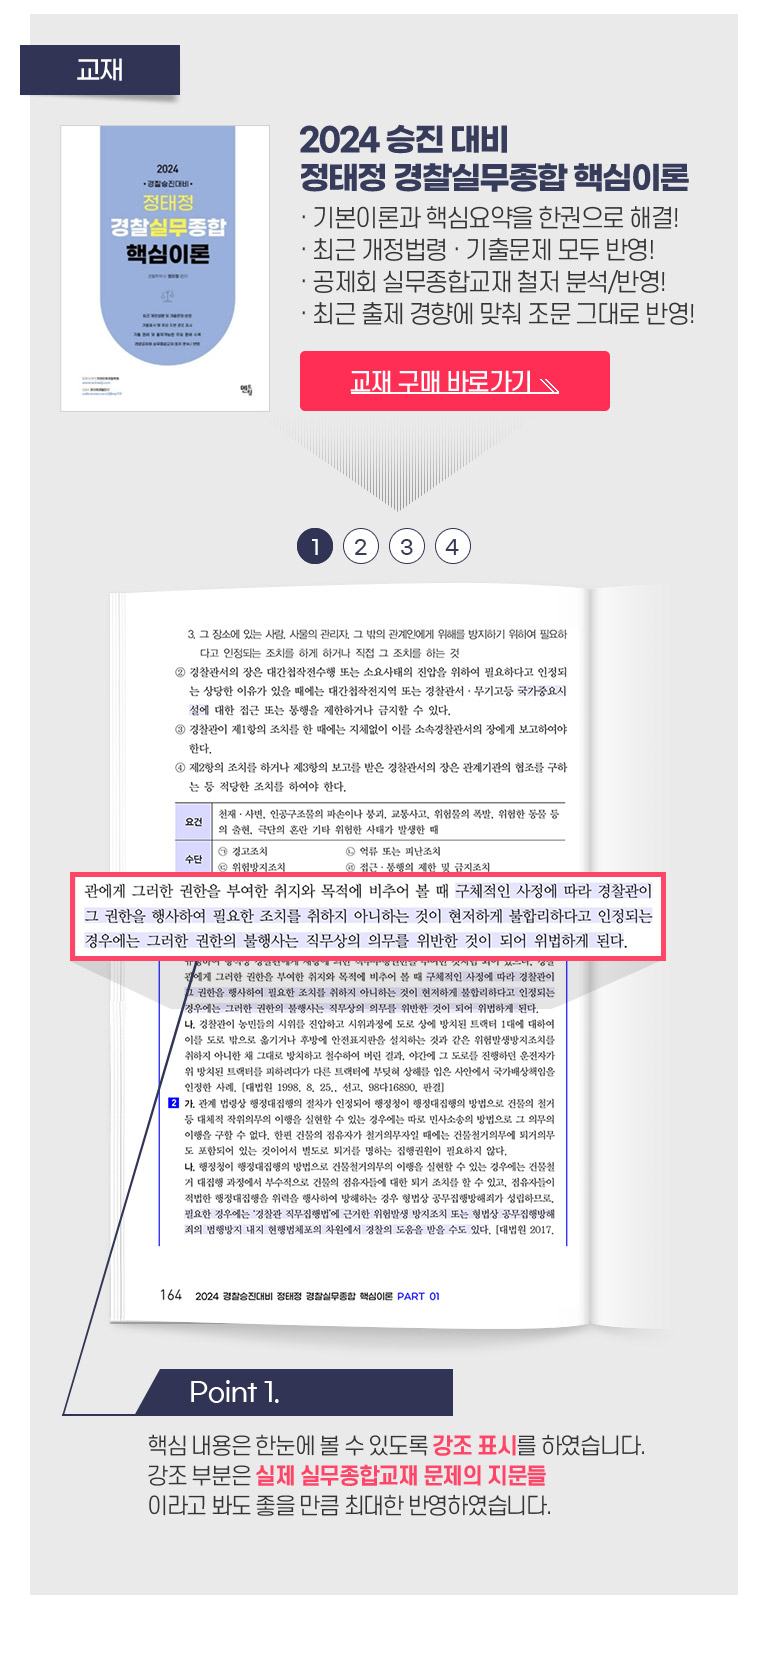 교재
2024
• 경찰승진대비 •
정태정
경찰실무종합
핵심이론
멘토링
2024 승진 대비
정태정 경찰실무종합 핵심이론
· 기본이론과 핵심요약을 한권으로 해결!
· 최근 개정법령 · 기출문제 모두 반영!
· 공제회 실무종합교재 철저 분석/반영!
· 최근 출제 경향에 맞춰 조문 그대로 반영!
교재 구매 바로가기
1 2 3 4
3. 그 장소에 있는 사람, 사물의 관리자, 그 밖의 관계인에게 위해를 방지하기 위하여 필요하
다고 인정되는 조치를 하게 하거나 직접 그 조치를 하는 것
② 경찰관서의 장은 대간첩작전수행 또는 소요사태의 진압을 위하여 필요하다고 인정되
는 상당한 이유가 있을 때에는 대간첩작전지역 또는 경찰관서 · 무기고등 국가중요시
설에 대한 접근 또는 통행을 제한하거나 금지할 수 있다.
③ 경찰관이 제1항의 조치를 한 때에는 지체없이 이를 소속경찰관서의 장에게 보고하여야
한다.
④ 제2항의 조치를 하거나 제3항의 보고를 받은 경찰관서의 장은 관계기관의 협조를 구하
는 등 적당한 조치를 하여야 한다.
요건
천재 · 사변, 인공구조물의 파손이나 붕괴, 교통사고, 위험물의 폭발, 위험한 동물 등
의 출현, 극단의 혼란 기타 위험한 사태가 발생한 때
수단
㉠ 경고조치 ㉡ 억류 또는 피난조치
㉢ 위험방지조치 ㉣ 접근 · 통행의 제한 및 금지조치
관에게 그러한 권한을 부여한 취지와 목적에 비추어 볼 때 구체적인 사정에 따라 경찰관이
그 권한을 행사하여 필요한 조치를 취하지 아니하는 것이 현저하게 불합리하다고 인정되는
경우에는 그러한 권한의 불행사는 직무상의 의무를 위반한 것이 되어 위법하게 된다.
관에게 그러한 권한을 부여한 취지와 목적에 비추어 볼 때 구체적인 사정에 따라 경찰관이
그 권한을 행사하여 필요한 조치를 취하지 아니하는 것이 현저하게 불합리하다고 인정되는
경우에는 그러한 권한의 불행사는 직무상의 의무를 위반한 것이 되어 위법하게 된다.
나. 경찰관이 농민들의 시위를 진압하고 시위과정에 도로 상에 방치된 트랙터 1대에 대하여
이를 도로 밖으로 옮기거나 후방에 안전표지판을 설치하는 것과 같은 위험발생방지조치를
취하지 아니한 채 그대로 방치하고 철수하여 버린 결과, 야간에 그 도로를 진행하던 운전자가
위 방치된 트랙터를 피하려다가 다른 트랙터에 부딪혀 상해를 입은 사안에서 국가배상책임을
인정한 사례. [대법원 1998. 8. 25., 선고, 98다16890, 판결]
2 가. 관계 법령상 행정대집행의 절차가 인정되어 행정청이 행정대집행의 방법으로 건물의 철거
등 대체적 작위의무의 이행을 실현할 수 있는 경우에는 따로 민사소송의 방법으로 그 의무의
이행을 구할 수 없다. 한편 건물의 점유자가 철거의무자일 때에는 건물철거의무에 퇴거의무
도 포함되어 있는 것이어서 별도로 퇴거를 명하는 집행권원이 필요하지 않다.
나. 행정청이 행정대집행의 방법으로 건물철거의무의 이행을 실현할 수 있는 경우에는 건물철
거 대집행 과정에서 부수적으로 건물의 점유자들에 대한 퇴거 조치를 할 수 있고, 점유자들이
적법한 행정대집행을 위력을 행사하여 방해하는 경우 형법상 공무집행방해죄가 성립하므로,
필요한 경우에는 ‘경찰관 직무집행법’에 근거한 위험발생 방지조치 또는 형법상 공무집행방해
죄의 범행방지 내지 현행범체포의 차원에서 경찰의 도움을 받을 수도 있다. [대법원 2017.
164 2024 경찰승진대비 정태정 경찰실무종합 핵심이론 PART 01
Point 1.
핵심 내용은 한눈에 볼 수 있도록 강조 표시를 하였습니다.
강조 부분은 실제 실무종합교재 문제의 지문들
이라고 봐도 좋을 만큼 최대한 반영하였습니다.